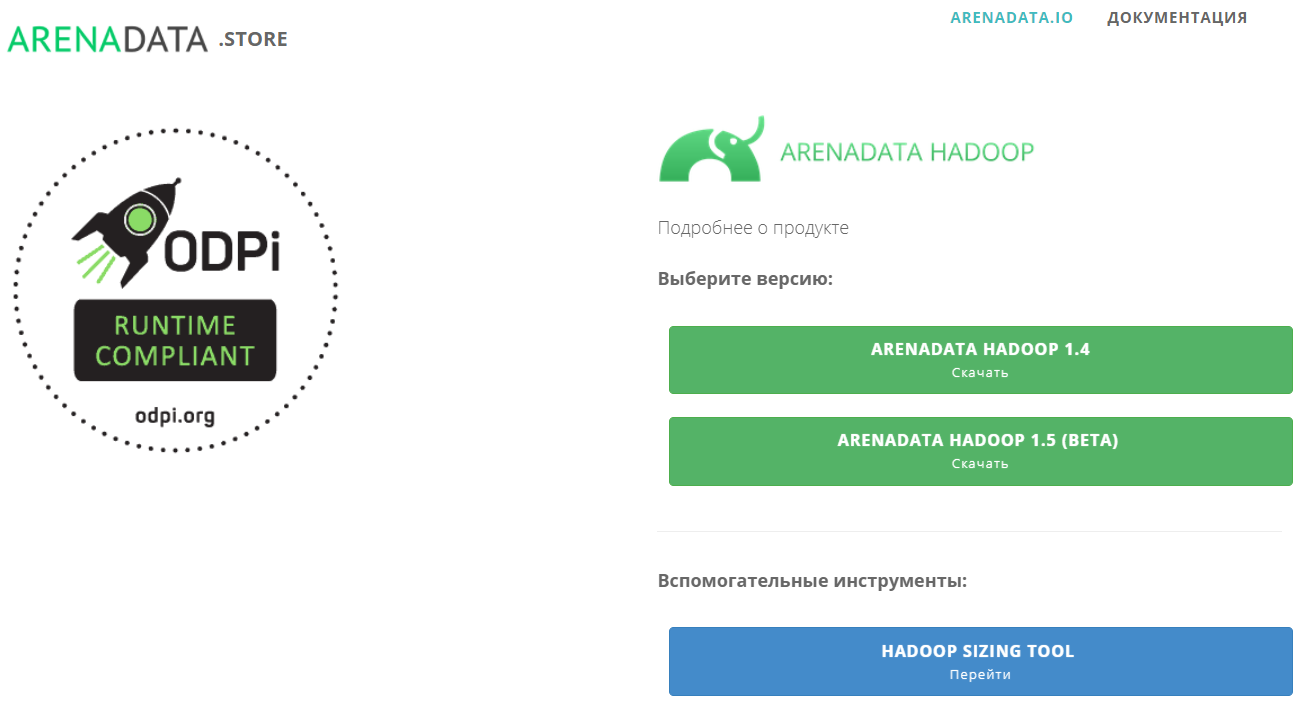 ARENADATA .STORE
ARENADATA.IO
ДОКУМЕНТАЦИЯ
ODPi
RUNTIME
COMPLIANT
odpi.org
ARENADATA HADOOP
Подробнее о продукте
Выберите версию:
ARENADATA HADOOP 1.4
Скачать
ARENADATA HADOOP 1.5 (BETA)
Скачать
Вспомогательные инструменты:
HADOOP SIZING TOOL
Перейти